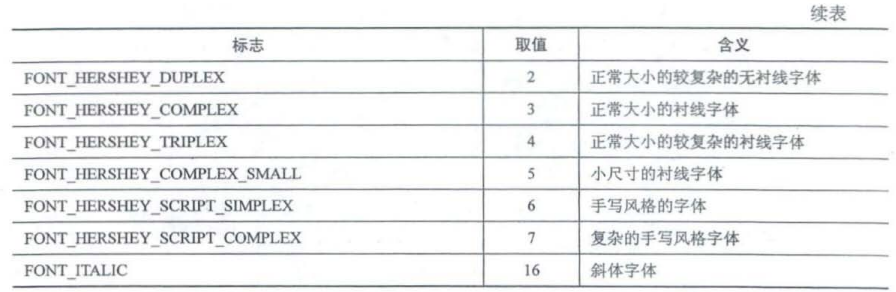 续表
标志 取值 含义
FONT_HERSHEY_DUPLEX 2 正常大小的较复杂的无衬线字体
FONT_HERSHEY_COMPLEX 3 正常大小的衬线字体
FONT_HERSHEY_TRIPLEX 4 正常大小的较复杂的衬线字体
FONT_HERSHEY_COMPLEX_SMALL 5 小尺寸的衬线字体
FONT_HERSHEY_SCRIPT_SIMPLEX 6 手写风格的字体
FONT_HERSHEY_SCRIPT_COMPLEX 7 复杂的手写风格字体
FONT_ITALIC 16 斜体字体